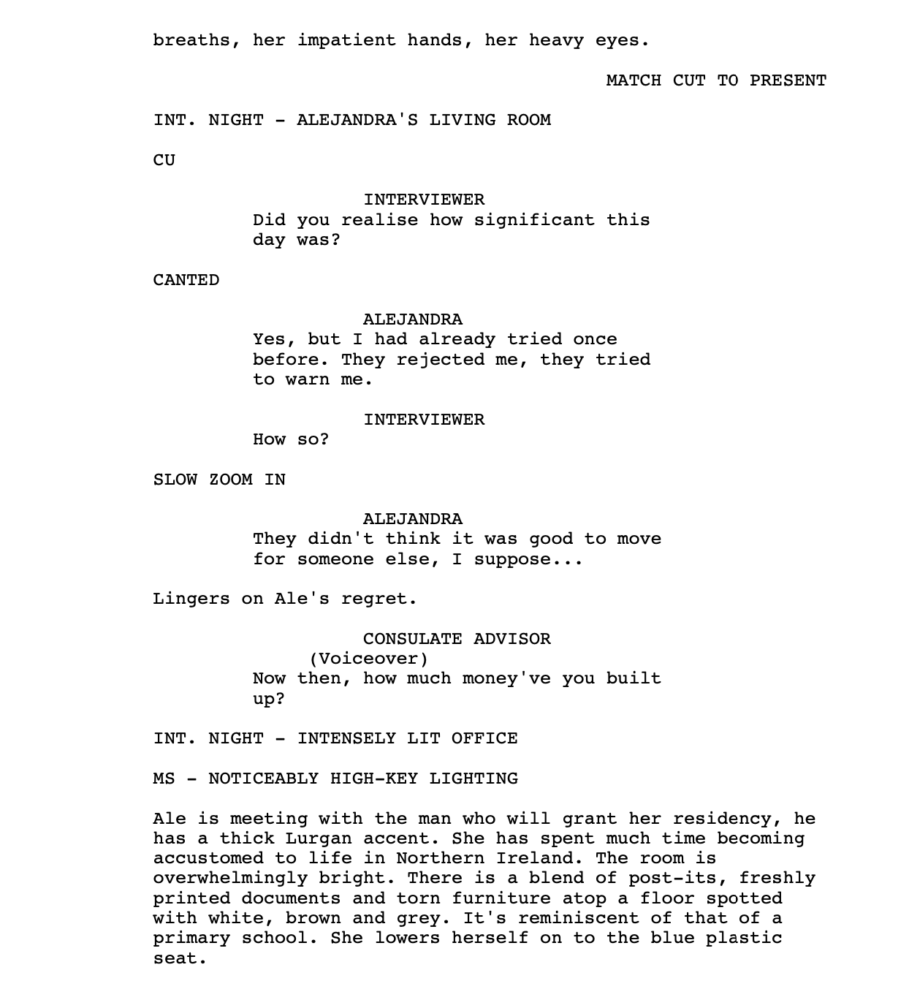 breaths, her impatient hands, her heavy eyes.
MATCH CUT TO PRESENT
INT. NIGHT - ALEJANDRA'S LIVING ROOM
CU
INTERVIEWER
Did you realise how significant this
day was?
CANTED
ALEJANDRA
Yes, but I had already tried once
before. They rejected me, they tried
to warn me.
INTERVIEWER
How so?
SLOW ZOOM IN
ALEJANDRA
They didn't think it was good to move
for someone else, I suppose...
Lingers on Ale's regret.
CONSULATE ADVISOR
(Voiceover)
Now then, how much money've you built
up?
INT. NIGHT - INTENSELY LIT OFFICE
MS - NOTICEABLY HIGH-KEY LIGHTING
Ale is meeting with the man who will grant her residency, he
has a thick Lurgan accent. She has spent much time becoming
accustomed to life in Northern Ireland. The room is
overwhelmingly bright. There is a blend of post-its, freshly
printed documents and torn furniture atop a floor spotted
with white, brown and grey. It's reminiscent of that of a
primary school. She lowers herself on to the blue plastic
seat.